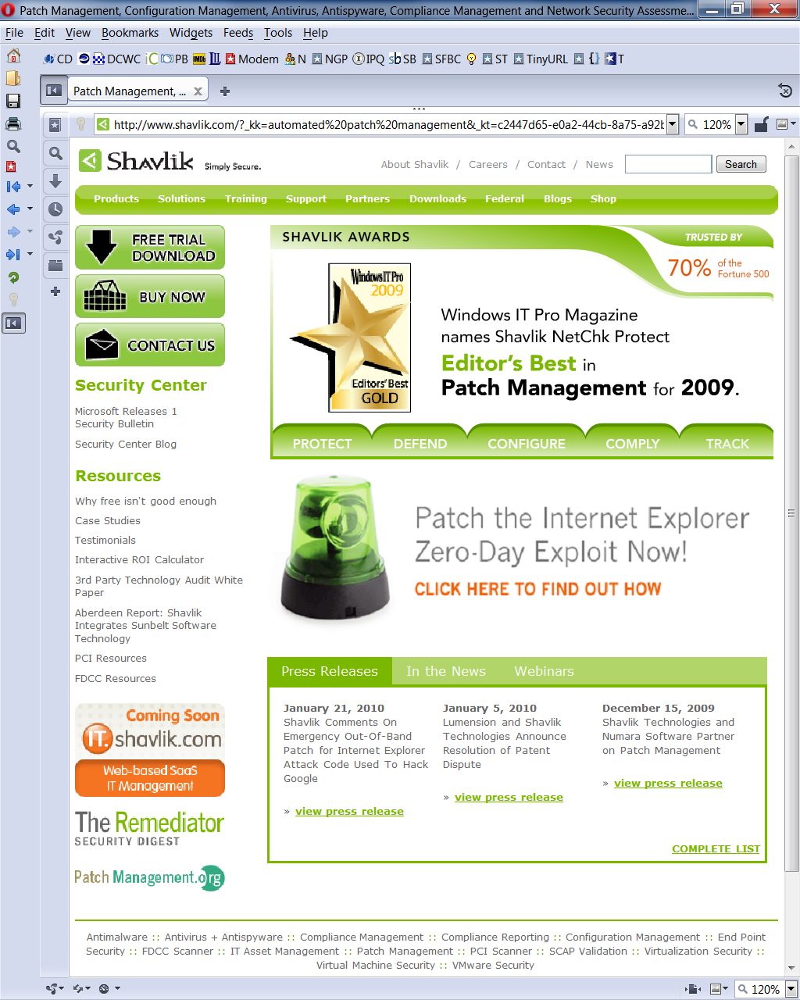 Patch Management, Configuration Management, Antivirus, Antispyware, Compliance Management and Network Security Assessme...
File Edit View Bookmarks Widgets Feeds Tools Help
CD DCWC PB IMDb Modem N NGP IPQ SB SFBC ST TinyURL {} T
Patch Management, ...
http://www.shavlik.com/?_kk=automated%20patch%20management&_kt=c2447d65-e0a2-44cb-8a75-a92b
120%
Shavlik Simply Secure.
About Shavlik / Careers / Contact / News
Search
Products Solutions Training Support Partners Downloads Federal Blogs Shop
FREE TRIAL
DOWNLOAD
BUY NOW
CONTACT US
Security Center
Microsoft Releases 1
Security Bulletin
Security Center Blog
Resources
Why free isn't good enough
Case Studies
Testimonials
Interactive ROI Calculator
3rd Party Technology Audit White
Paper
Aberdeen Report: Shavlik
Integrates Sunbelt Software
Technology
PCI Resources
FDCC Resources
Coming Soon
IT.shavlik.com
Web-based SaaS
IT Management
The Remediator
SECURITY DIGEST
Patch Management.org
SHAVLIK AWARDS
TRUSTED BY
70% of the
Fortune 500
Windows IT Pro
2009
Editors' Best
GOLD
Windows IT Pro Magazine
names Shavlik NetChk Protect
Editor's Best in
Patch Management for 2009.
PROTECT DEFEND CONFIGURE COMPLY TRACK
Patch the Internet Explorer
Zero-Day Exploit Now!
CLICK HERE TO FIND OUT HOW
Press Releases In the News Webinars
January 21, 2010
Shavlik Comments On
Emergency Out-Of-Band
Patch for Internet Explorer
Attack Code Used To Hack
Google
» view press release
January 5, 2010
Lumension and Shavlik
Technologies Announce
Resolution of Patent
Dispute
» view press release
December 15, 2009
Shavlik Technologies and
Numara Software Partner
on Patch Management
» view press release
COMPLETE LIST
Antimalware :: Antivirus + Antispyware :: Compliance Management :: Compliance Reporting :: Configuration Management :: End Point
Security :: FDCC Scanner :: IT Asset Management :: Patch Management :: PCI Scanner :: SCAP Validation :: Virtualization Security ::
Virtual Machine Security :: VMware Security
120%